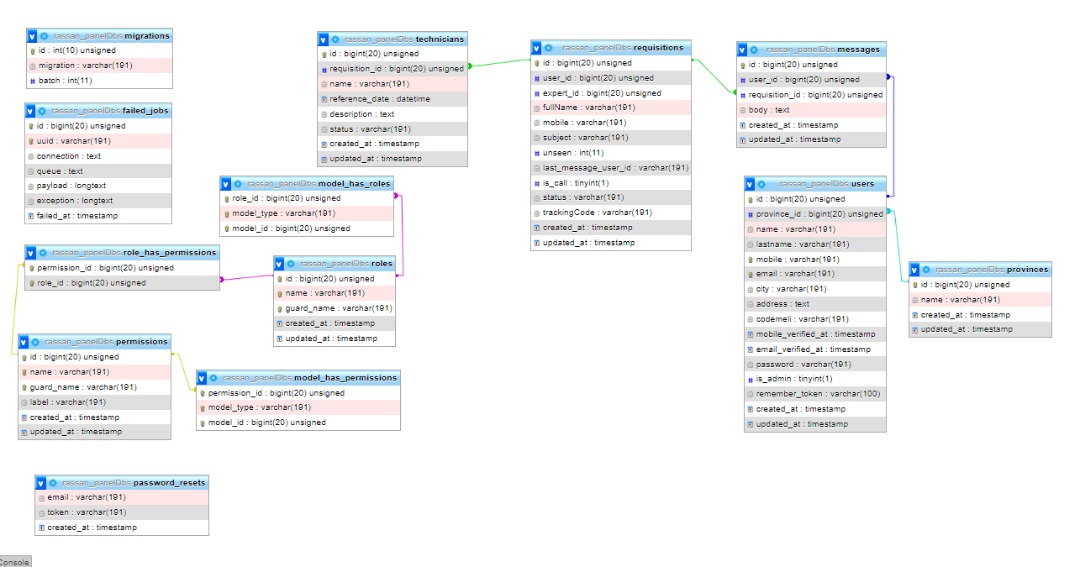 rassan_panelDbs migrations
id : int(10) unsigned
migration : varchar(191)
batch : int(11)
rassan_panelDbs failed_jobs
id : bigint(20) unsigned
uuid : varchar(191)
connection : text
queue : text
payload : longtext
exception : longtext
failed_at : timestamp
rassan_panelDbs technicians
id : bigint(20) unsigned
requisition_id : bigint(20) unsigned
name : varchar(191)
reference_date : datetime
description : text
status : varchar(191)
created_at : timestamp
updated_at : timestamp
rassan_panelDbs requisitions
id : bigint(20) unsigned
user_id : bigint(20) unsigned
expert_id : bigint(20) unsigned
fullName : varchar(191)
mobile : varchar(191)
subject : varchar(191)
unseen : int(11)
last_message_user_id : varchar(191)
is_call : tinyint(1)
status : varchar(191)
trackingCode : varchar(191)
created_at : timestamp
updated_at : timestamp
rassan_panelDbs messages
id : bigint(20) unsigned
user_id : bigint(20) unsigned
requisition_id : bigint(20) unsigned
body : text
created_at : timestamp
updated_at : timestamp
rassan_panelDbs model_has_roles
role_id : bigint(20) unsigned
model_type : varchar(191)
model_id : bigint(20) unsigned
rassan_panelDbs users
id : bigint(20) unsigned
province_id : bigint(20) unsigned
name : varchar(191)
lastname : varchar(191)
mobile : varchar(191)
email : varchar(191)
city : varchar(191)
address : text
codemeli : varchar(191)
mobile_verified_at : timestamp
email_verified_at : timestamp
password : varchar(191)
is_admin : tinyint(1)
remember_token : varchar(100)
created_at : timestamp
updated_at : timestamp
rassan_panelDbs role_has_permissions
permission_id : bigint(20) unsigned
role_id : bigint(20) unsigned
rassan_panelDbs roles
id : bigint(20) unsigned
name : varchar(191)
guard_name : varchar(191)
created_at : timestamp
updated_at : timestamp
rassan_panelDbs provinces
id : bigint(20) unsigned
name : varchar(191)
created_at : timestamp
updated_at : timestamp
rassan_panelDbs permissions
id : bigint(20) unsigned
name : varchar(191)
guard_name : varchar(191)
label : varchar(191)
created_at : timestamp
updated_at : timestamp
rassan_panelDbs model_has_permissions
permission_id : bigint(20) unsigned
model_type : varchar(191)
model_id : bigint(20) unsigned
rassan_panelDbs password_resets
email : varchar(191)
token : varchar(191)
created_at : timestamp
Console